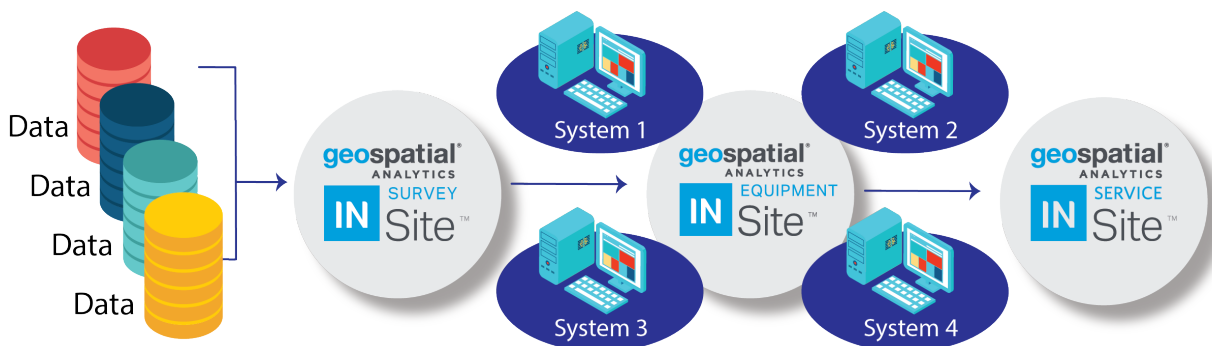 Data
Data
Data
Data
geospatial®
ANALYTICS
IN SURVEY
Site™
System 1
System 3
geospatial®
ANALYTICS
IN EQUIPMENT
Site™
System 2
System 4
geospatial®
ANALYTICS
IN SERVICE
Site™